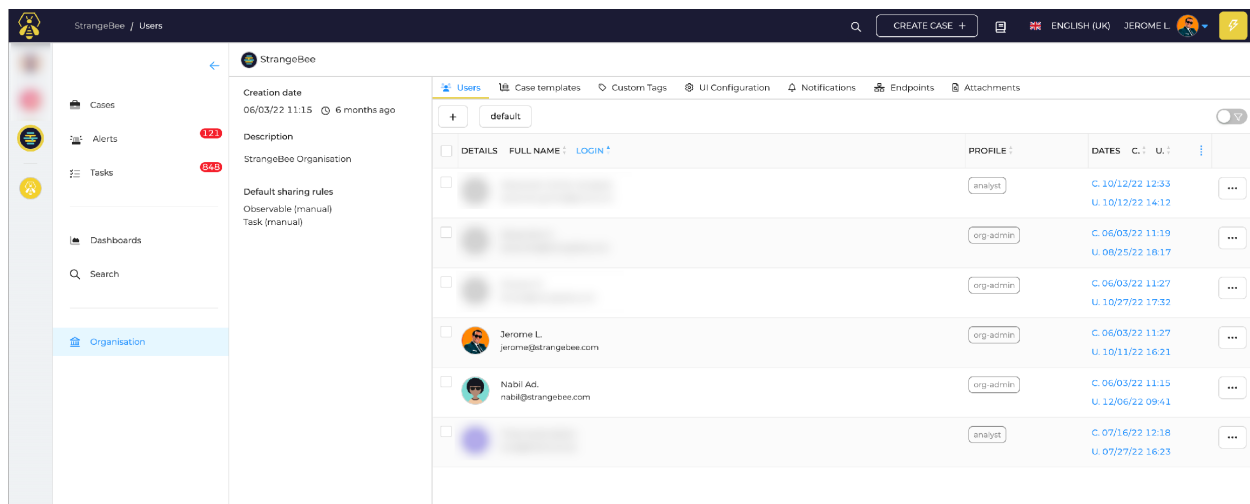 StrangeBee / Users
CREATE CASE +
ENGLISH (UK)
JEROME L.
StrangeBee
Cases
Alerts
121
Tasks
848
Dashboards
Search
Organisation
Creation date
06/03/22 11:15 6 months ago
Description
StrangeBee Organisation
Default sharing rules
Observable (manual)
Task (manual)
Users Case templates Custom Tags UI Configuration Notifications Endpoints Attachments
+ default
DETAILS FULL NAME LOGIN PROFILE DATES C. U.
analyst
C. 10/12/22 12:33
U. 10/12/22 14:12
org-admin
C. 06/03/22 11:19
U. 08/25/22 18:17
org-admin
C. 06/03/22 11:27
U. 10/27/22 17:32
Jerome L.
jerome@strangebee.com
org-admin
C. 06/03/22 11:27
U. 10/11/22 16:21
Nabil Ad.
nabil@strangebee.com
org-admin
C. 06/03/22 11:15
U. 12/06/22 09:41
analyst
C. 07/16/22 12:18
U. 07/27/22 16:23